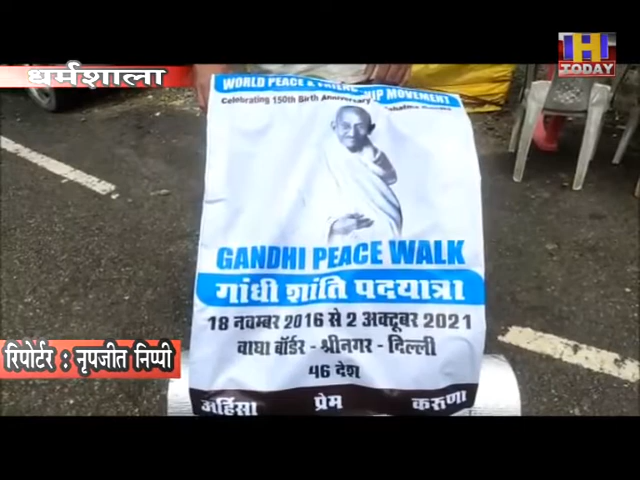 धर्मशाला
IH
TODAY
WORLD PEACE & FRIENDSHIP MOVEMENT
Celebrating 150th Birth Anniversary
GANDHI PEACE WALK
गांधी शांति पदयात्रा
18 नवम्बर 2016 से 2 अक्टूबर 2021
वाघा बॉर्डर - श्रीनगर - दिल्ली
46 देश
अहिंसा प्रेम करुणा
रिपोर्टर : नृपजीत निप्पी